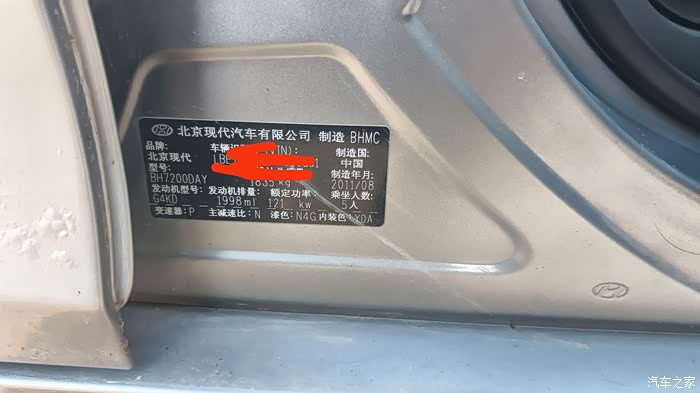 北京现代汽车有限公司 制造 BHMC
品牌: 车辆识 (VIN): 制造国:
北京现代 LBE 中国
型号: 制造年月:
BH7200DAY 1835 kg 2011/08
发动机型号: 发动机排量: 额定功率: 乘坐人数:
G4KD 1998 ml 121 kw 5人
变速器: P 主减速比: N 漆色: N4G 内装色: YDA
汽车之家